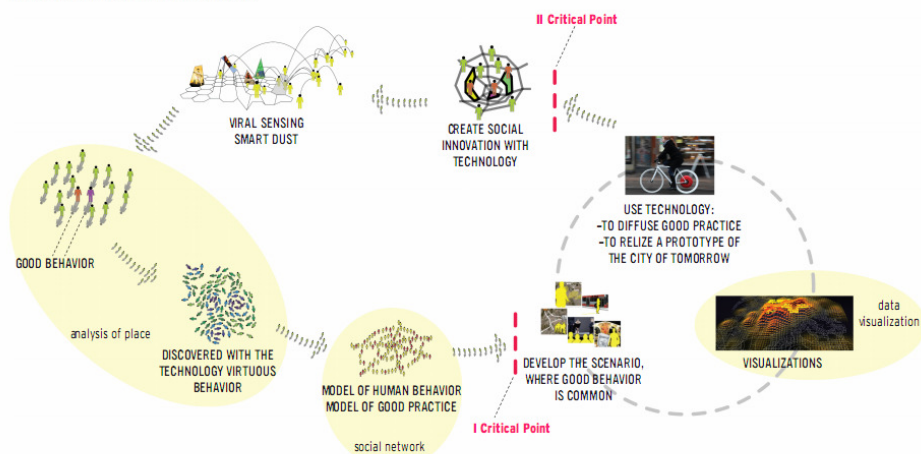 II Critical Point
VIRAL SENSING
SMART DUST
CREATE SOCIAL
INNOVATION WITH
TECHNOLOGY
USE TECHNOLOGY:
-TO DIFFUSE GOOD PRACTICE
-TO RELIZE A PROTOTYPE OF
THE CITY OF TOMORROW
GOOD BEHAVIOR
analysis of place
DISCOVERED WITH THE
TECHNOLOGY VIRTUOUS
BEHAVIOR
MODEL OF HUMAN BEHAVIOR
MODEL OF GOOD PRACTICE
social network
I Critical Point
DEVELOP THE SCENARIO,
WHERE GOOD BEHAVIOR
IS COMMON
VISUALIZATIONS
data
visualization